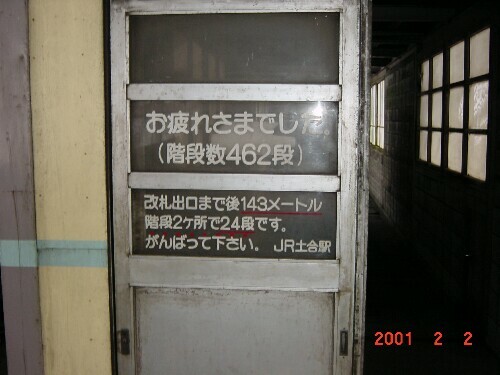 お疲れさまでした。
(階段数462段)
改札出口まで後143メートル
階段2ケ所で24段です。
がんばって下さい。 JR土合駅
2001 2 2